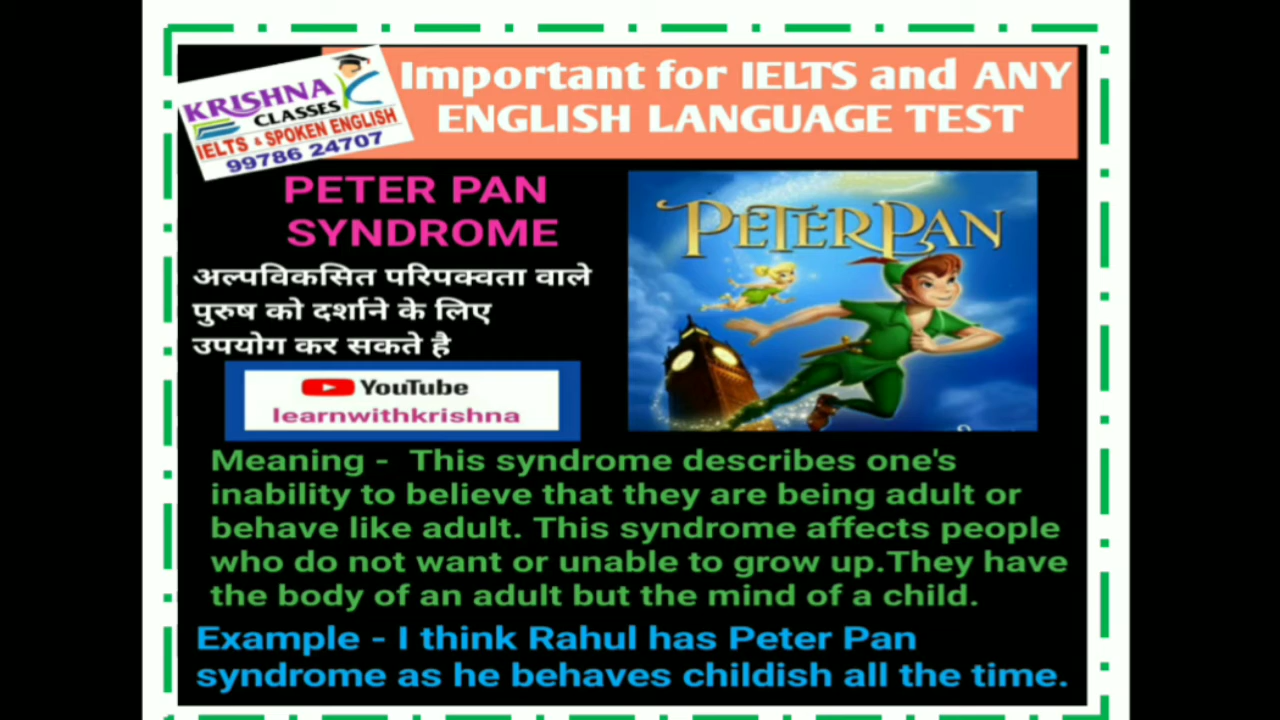 KRISHNA
CLASSES
IELTS & SPOKEN ENGLISH
99786 24707
Important for IELTS and ANY
ENGLISH LANGUAGE TEST
PETER PAN
SYNDROME
अल्पविकसित परिपक्वता वाले
पुरुष को दर्शाने के लिए
उपयोग कर सकते है
YouTube
learnwithkrishna
PETER PAN
Meaning - This syndrome describes one's
inability to believe that they are being adult or
behave like adult. This syndrome affects people
who do not want or unable to grow up.They have
the body of an adult but the mind of a child.
Example - I think Rahul has Peter Pan
syndrome as he behaves childish all the time.